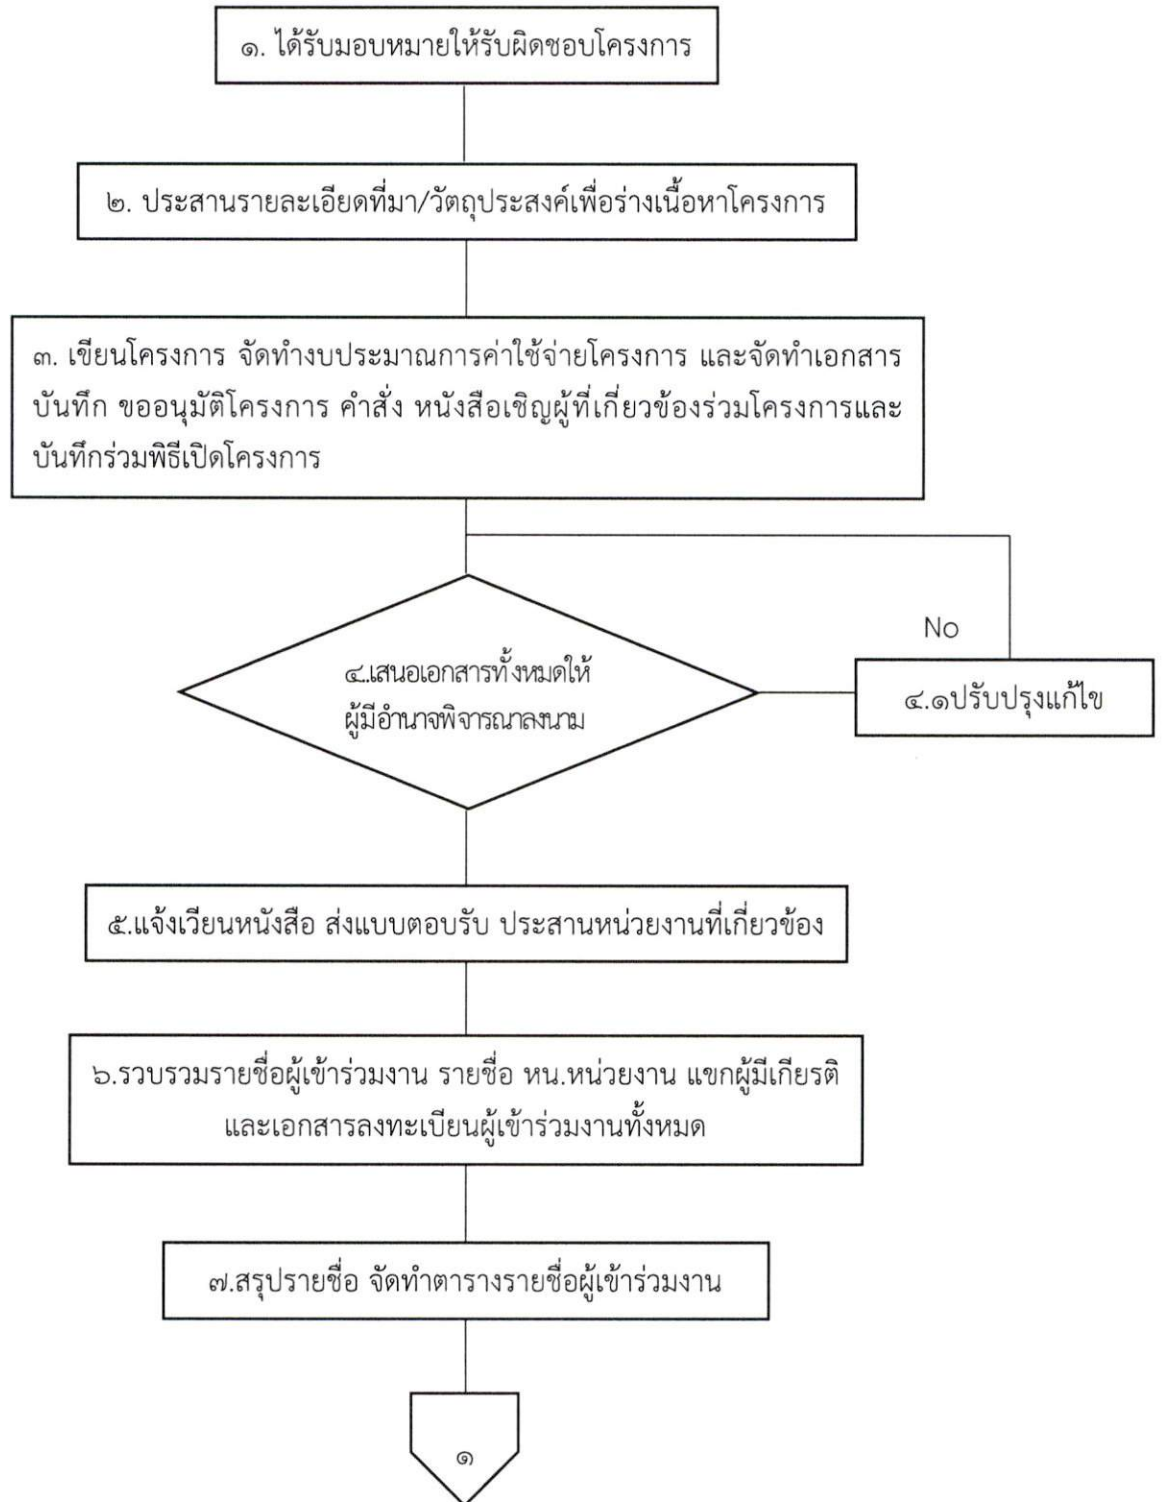 ๑. ได้รับมอบหมายให้รับผิดชอบโครงการ
๒. ประสานรายละเอียดที่มา/วัตถุประสงค์เพื่อร่างเนื้อหาโครงการ
๓. เขียนโครงการ จัดทำงบประมาณการค่าใช้จ่ายโครงการ และจัดทำเอกสาร
บันทึก ขออนุมัติโครงการ คำสั่ง หนังสือเชิญผู้ที่เกี่ยวข้องร่วมโครงการและ
บันทึกร่วมพิธีเปิดโครงการ
No
๔.เสนอเอกสารทั้งหมดให้
ผู้มีอำนาจพิจารณาลงนาม
๔.๑ปรับปรุงแก้ไข
๕.แจ้งเวียนหนังสือ ส่งแบบตอบรับ ประสานหน่วยงานที่เกี่ยวข้อง
๖.รวบรวมรายชื่อผู้เข้าร่วมงาน รายชื่อ หน.หน่วยงาน แขกผู้มีเกียรติ
และเอกสารลงทะเบียนผู้เข้าร่วมงานทั้งหมด
๗.สรุปรายชื่อ จัดทำตารางรายชื่อผู้เข้าร่วมงาน
๑